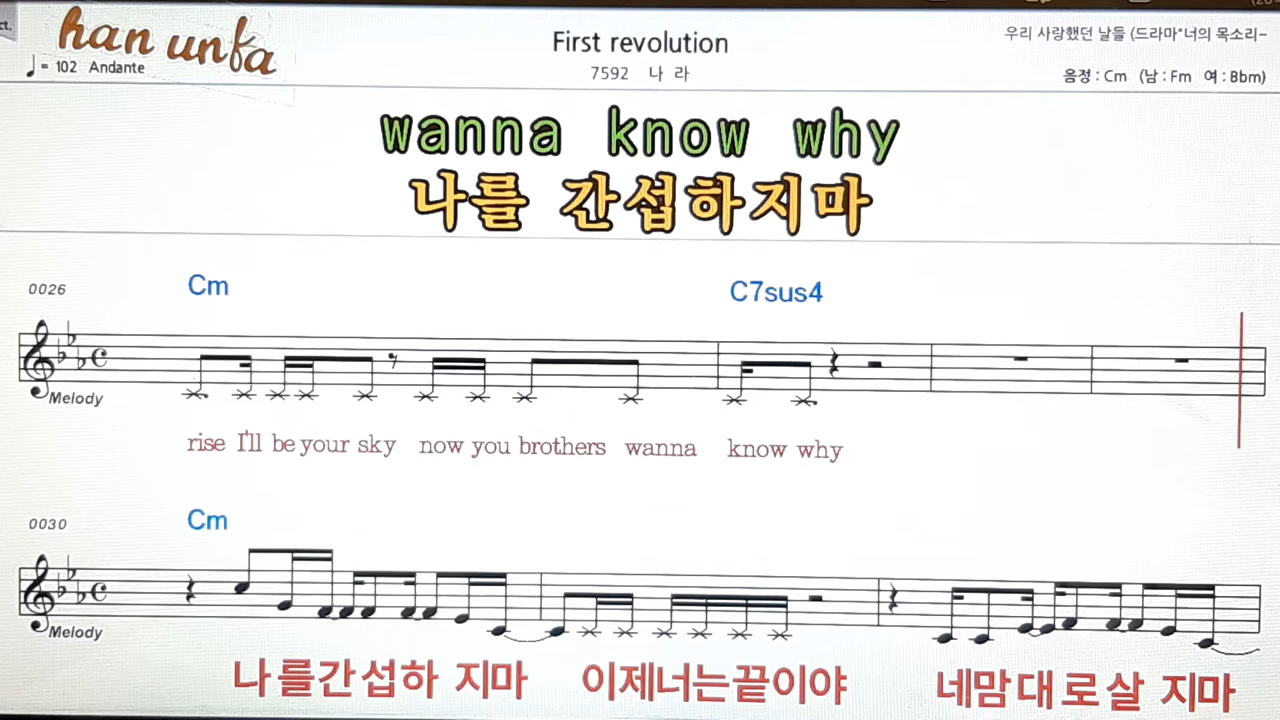 ct.
han unfa
First revolution
우리 사랑했던 날들 (드라마"너의 목소리~
♩= 102 Andante
7592 나 라
음정 : Cm (남 : Fm 여 : Bbm)
wanna know why
나를 간섭하지마
0026
Cm
C7sus4
Melody
rise I'll be your sky now you brothers wanna know why
0030
Cm
Melody
나를간섭하 지마 이제너는끝이야 네맘대로살 지마